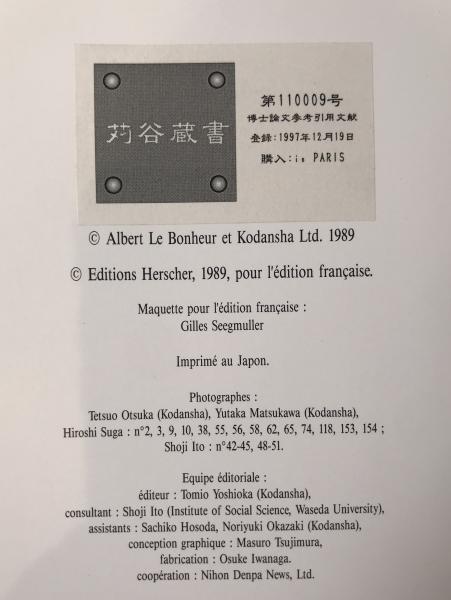 苅谷蔵書
第110009号
博士論文参考引用文献
登録:1997年12月19日
購入:in PARIS
© Albert Le Bonheur et Kodansha Ltd. 1989
© Editions Herscher, 1989, pour l'édition française.
Maquette pour l'édition française :
Gilles Seegmuller
Imprimé au Japon.
Photographes :
Tetsuo Otsuka (Kodansha), Yutaka Matsukawa (Kodansha),
Hiroshi Suga : n°2, 3, 9, 10, 38, 55, 56, 58, 62, 65, 74, 118, 153, 154 ;
Shoji Ito : n°42-45, 48-51.
Equipe éditoriale :
éditeur : Tomio Yoshioka (Kodansha),
consultant : Shoji Ito (Institute of Social Science, Waseda University),
assistants : Sachiko Hosoda, Noriyuki Okazaki (Kodansha),
conception graphique : Masuro Tsujimura,
fabrication : Osuke Iwanaga.
coopération : Nihon Denpa News, Ltd.